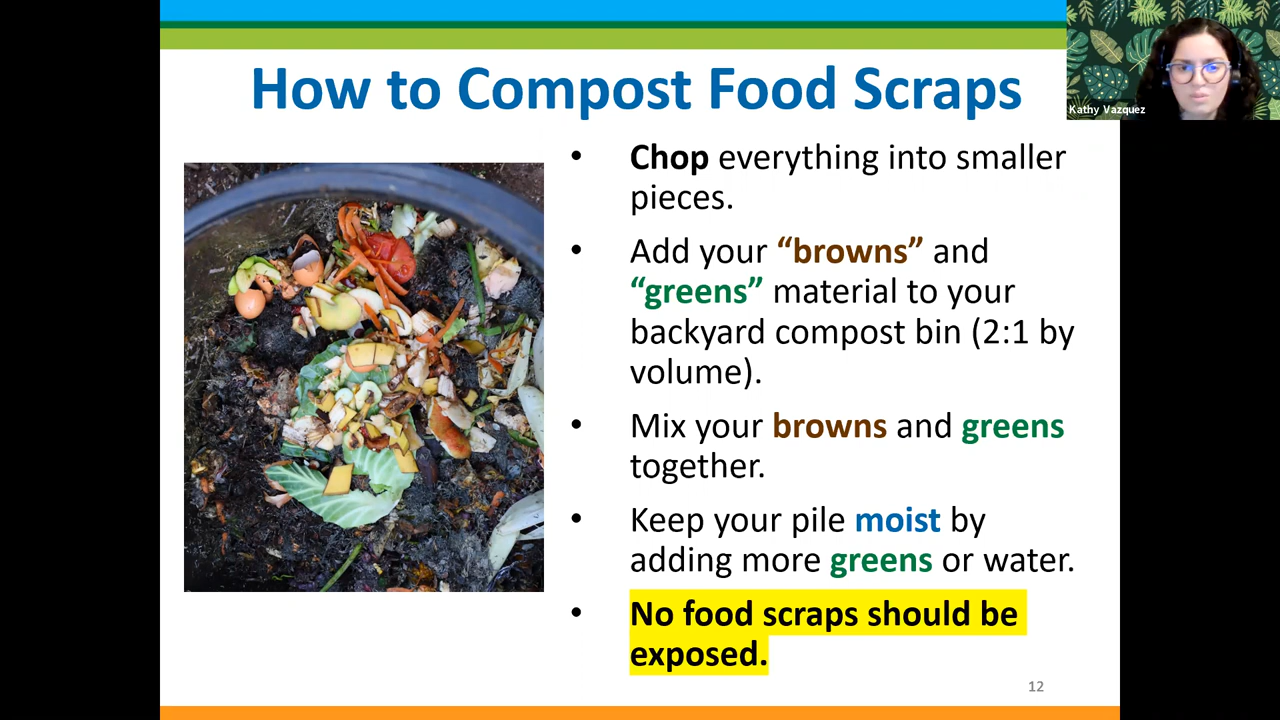 How to Compost Food Scraps
Kathy Vazquez
• Chop everything into smaller
pieces.
• Add your “browns” and
“greens” material to your
backyard compost bin (2:1 by
volume).
• Mix your browns and greens
together.
• Keep your pile moist by
adding more greens or water.
• No food scraps should be
exposed.
12